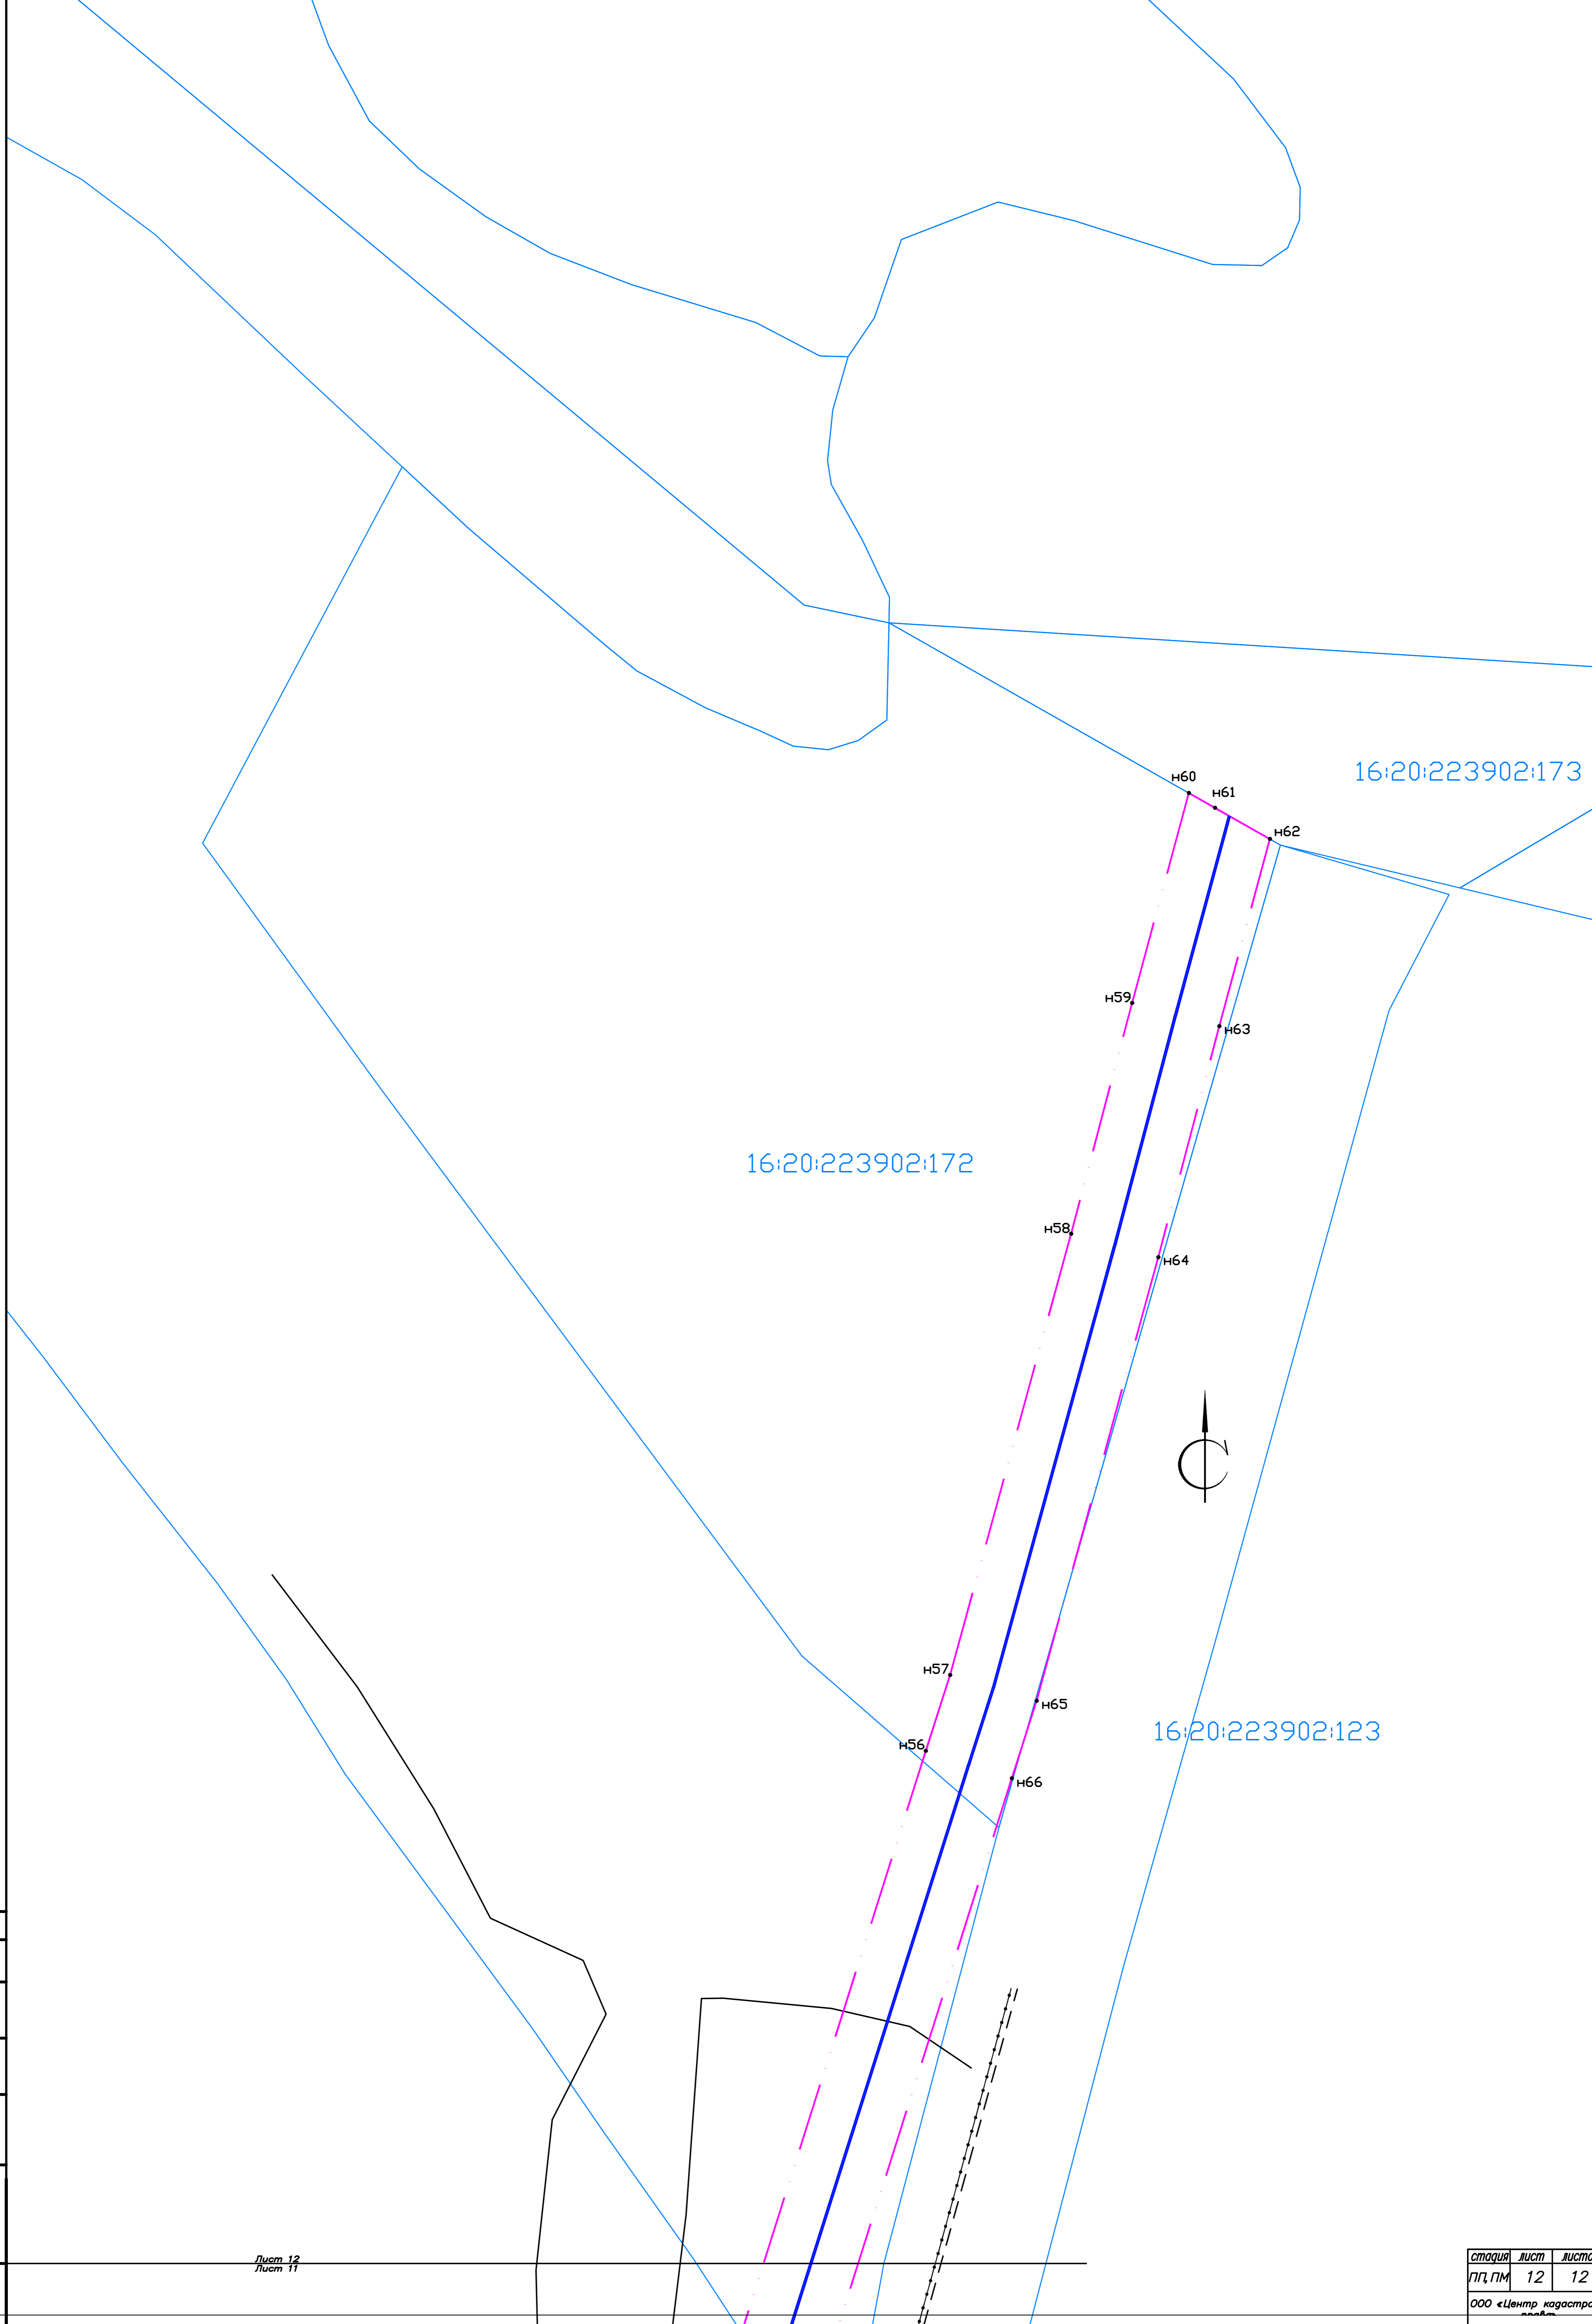 н60
н61
16:20:223902:173
н62
н59
н63
16:20:223902:172
н58
н64
С
н57
н65
16:20:223902:123
н56
н66
Лист 12
Лист 11
стадия лист
ПП, ПМ 12 12
ООО «Центр